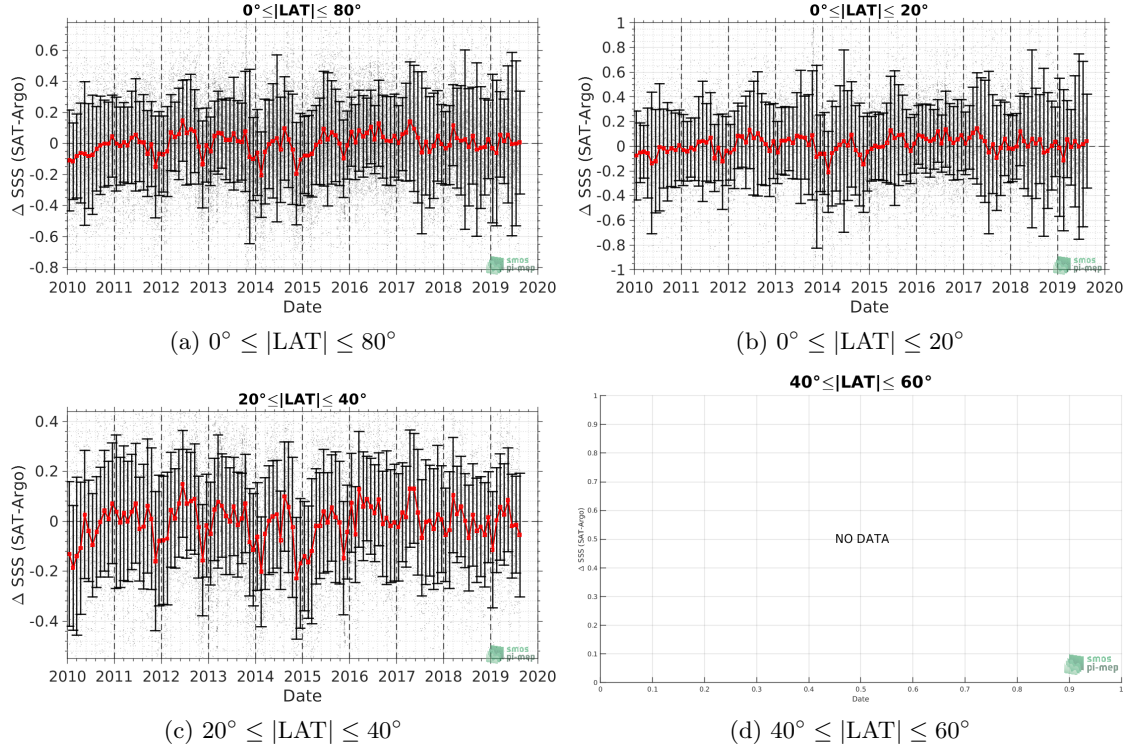 0°≤|LAT|≤ 80°
0.6
0.4
0.2
0
-0.2
-0.4
-0.6
-0.8
Δ SSS (SAT-Argo)
2010 2011 2012 2013 2014 2015 2016 2017 2018 2019 2020
Date
smos
pi-mep
(a) 0° ≤ |LAT| ≤ 80°
0°≤|LAT|≤ 20°
1
0.8
0.6
0.4
0.2
0
-0.2
-0.4
-0.6
-0.8
-1
Δ SSS (SAT-Argo)
2010 2011 2012 2013 2014 2015 2016 2017 2018 2019 2020
Date
smos
pi-mep
(b) 0° ≤ |LAT| ≤ 20°
20°≤|LAT|≤ 40°
0.4
0.2
0
-0.2
-0.4
Δ SSS (SAT-Argo)
2010 2011 2012 2013 2014 2015 2016 2017 2018 2019 2020
Date
smos
pi-mep
(c) 20° ≤ |LAT| ≤ 40°
40°≤|LAT|≤ 60°
1
0.9
0.8
0.7
0.6
0.5
0.4
0.3
0.2
0.1
0
Δ SSS (SAT-Argo)
NO DATA
0 0.1 0.2 0.3 0.4 0.5 0.6 0.7 0.8 0.9 1
Date
smos
pi-mep
(d) 40° ≤ |LAT| ≤ 60°